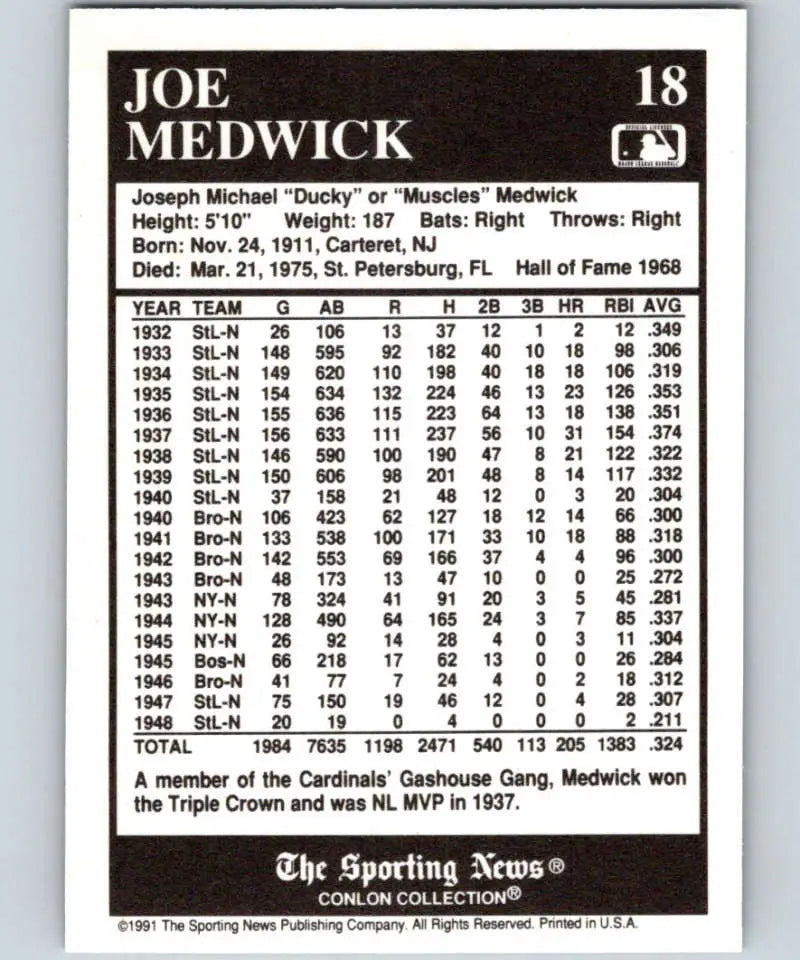 JOE
MEDWICK
18
OFFICIAL LICENSEE
MAJOR LEAGUE BASEBALL
Joseph Michael “Ducky” or “Muscles” Medwick
Height: 5'10" Weight: 187 Bats: Right Throws: Right
Born: Nov. 24, 1911, Carteret, NJ
Died: Mar. 21, 1975, St. Petersburg, FL Hall of Fame 1968
YEAR TEAM G AB R H 2B 3B HR RBI AVG
1932 StL-N 26 106 13 37 12 1 2 12 .349
1933 StL-N 148 595 92 182 40 10 18 98 .306
1934 StL-N 149 620 110 198 40 18 18 106 .319
1935 StL-N 154 634 132 224 46 13 23 126 .353
1936 StL-N 155 636 115 223 64 13 18 138 .351
1937 StL-N 156 633 111 237 56 10 31 154 .374
1938 StL-N 146 590 100 190 47 8 21 122 .322
1939 StL-N 150 606 98 201 48 8 14 117 .332
1940 StL-N 37 158 21 48 12 0 3 20 .304
1940 Bro-N 106 423 62 127 18 12 14 66 .300
1941 Bro-N 133 538 100 171 33 10 18 88 .318
1942 Bro-N 142 553 69 166 37 4 4 96 .300
1943 Bro-N 48 173 13 47 10 0 0 25 .272
1943 NY-N 78 324 41 91 20 3 5 45 .281
1944 NY-N 128 490 64 165 24 3 7 85 .337
1945 NY-N 26 92 14 28 4 0 3 11 .304
1945 Bos-N 66 218 17 62 13 0 0 26 .284
1946 Bro-N 41 77 7 24 4 0 2 18 .312
1947 StL-N 75 150 19 46 12 0 4 28 .307
1948 StL-N 20 19 0 4 0 0 0 2 .211
TOTAL 1984 7635 1198 2471 540 113 205 1383 .324
A member of the Cardinals’ Gashouse Gang, Medwick won
the Triple Crown and was NL MVP in 1937.
The Sporting News®
CONLON COLLECTION®
©1991 The Sporting News Publishing Company. All Rights Reserved. Printed in U.S.A.